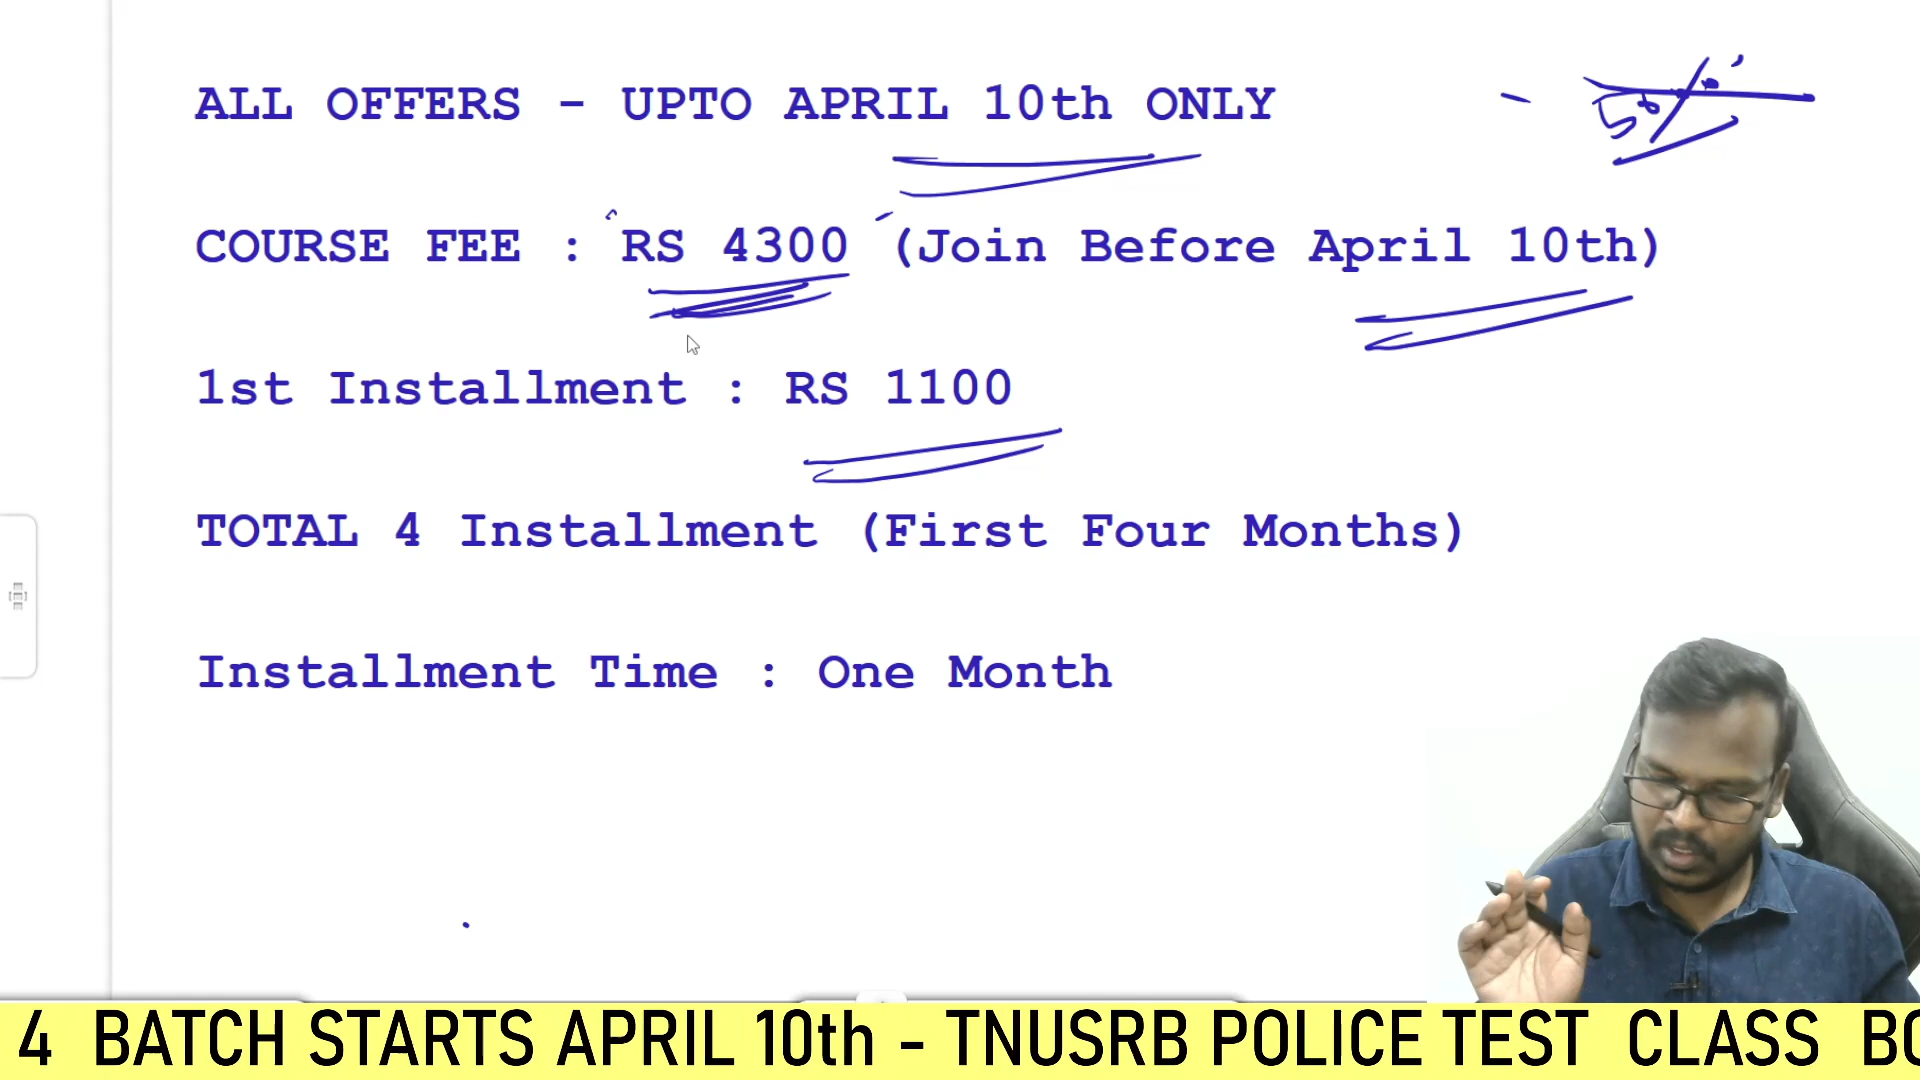 ALL OFFERS - UPTO APRIL 10th ONLY
COURSE FEE : RS 4300 (Join Before April 10th)
1st Installment : RS 1100
TOTAL 4 Installment (First Four Months)
Installment Time : One Month
4 BATCH STARTS APRIL 10th - TNUSRB POLICE TEST CLASS